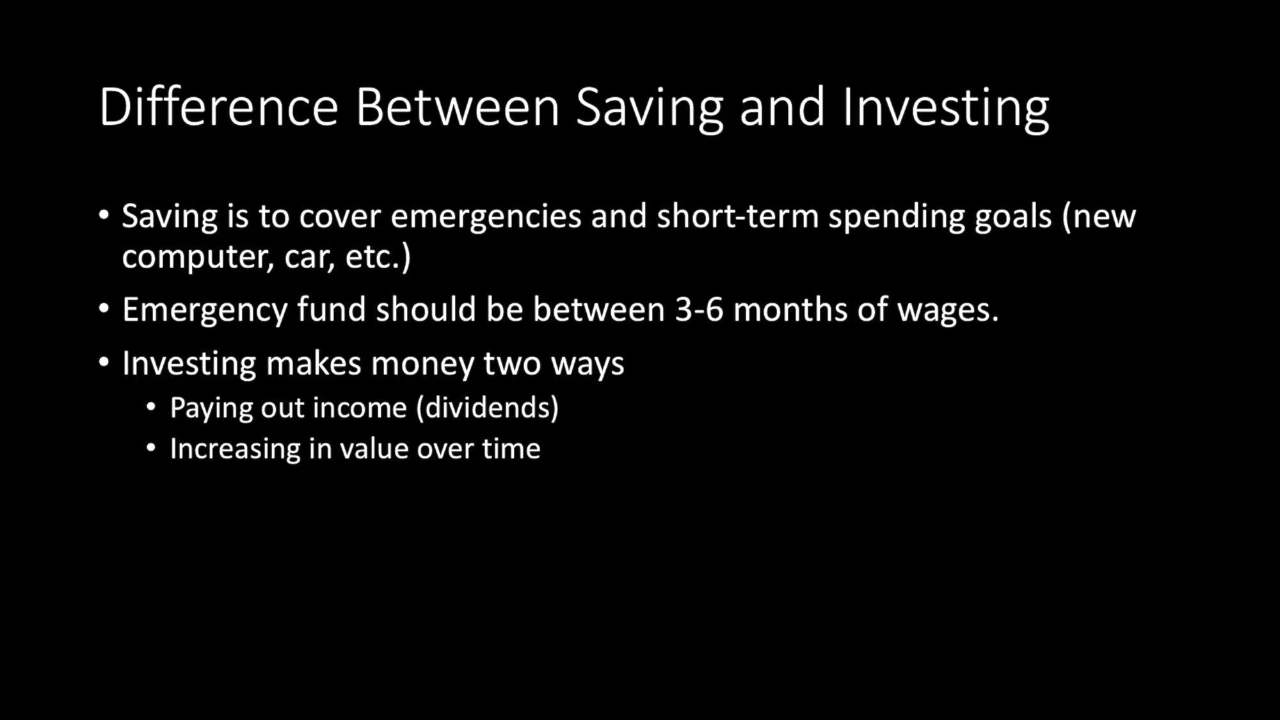 Difference Between Saving and Investing
• Saving is to cover emergencies and short-term spending goals (new
computer, car, etc.)
• Emergency fund should be between 3-6 months of wages.
• Investing makes money two ways
• Paying out income (dividends)
• Increasing in value over time